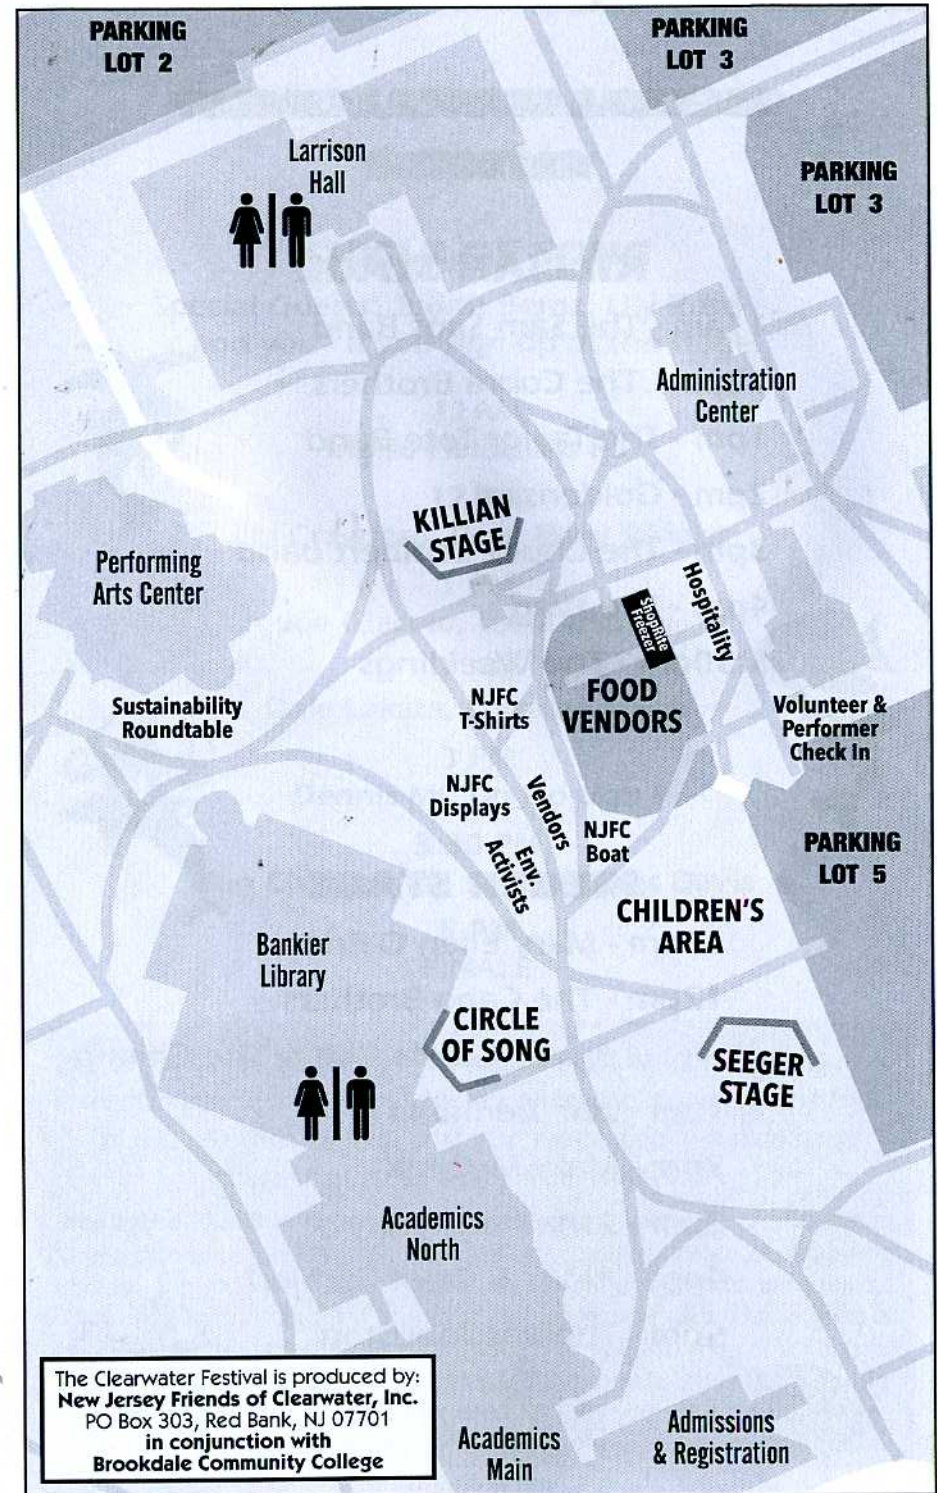 PARKING
LOT 2
PARKING
LOT 3
Larrison
Hall
PARKING
LOT 3
Administration
Center
KILLIAN
STAGE
Performing
Arts Center
Hospitality
ShopRite
Freezer
Sustainability
Roundtable
NJFC
T-Shirts
FOOD
VENDORS
Volunteer &
Performer
Check In
NJFC
Displays
Vendors
NJFC
Boat
Env.
Activists
PARKING
LOT 5
CHILDREN'S
AREA
Bankier
Library
CIRCLE
OF SONG
SEEGER
STAGE
Academics
North
The Clearwater Festival is produced by:
New Jersey Friends of Clearwater, Inc.
PO Box 303, Red Bank, NJ 07701
in conjunction with
Brookdale Community College
Academics
Main
Admissions
& Registration